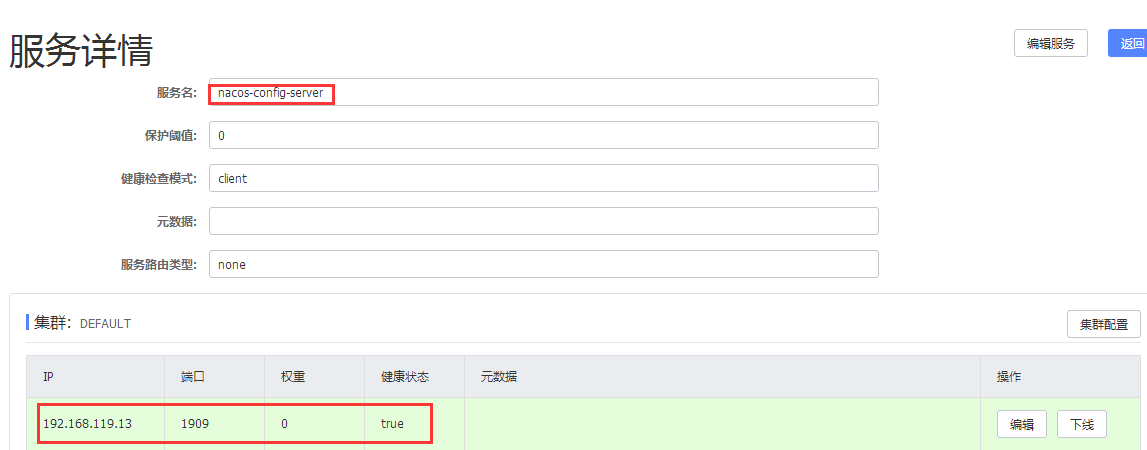 服务详情
编辑服务
返回
服务名: nacos-config-server
保护阈值: 0
健康检查模式: client
元数据:
服务路由类型: none
集群: DEFAULT
集群配置
IP 端口 权重 健康状态 元数据 操作
192.168.119.13 1909 0 true 编辑 下线